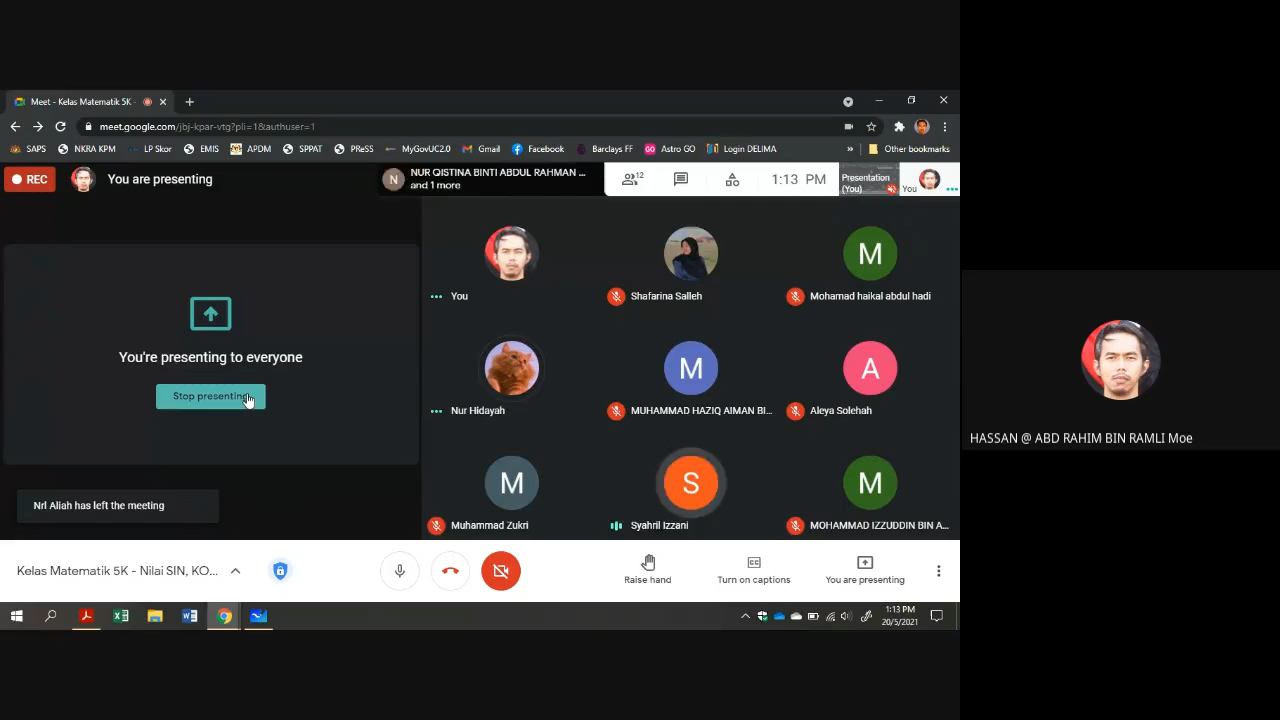 Meet - Kelas Matematik 5K -
meet.google.com/jbj-kpar-vtg?pli=1&authuser=1
SAPS NKRA KPM LP Skor EMIS APDM SPPAT PReSS MyGovUC2.0 Gmail Facebook Barclays FF Astro GO Login DELIMA » Other bookmarks
REC You are presenting
N NUR QISTINA BINTI ABDUL RAHMAN ...
and 1 more
12
1:13 PM
Presentation
(You)
You
You're presenting to everyone
Stop presenting
Nrl Aliah has left the meeting
You
Shafarina Salleh
M
Mohamad haikal abdul hadi
Nur Hidayah
M
MUHAMMAD HAZIQ AIMAN BI...
A
Aleya Solehah
M
Muhammad Zukri
S
Syahril Izzani
M
MOHAMMAD IZZUDDIN BIN A...
Kelas Matematik 5K - Nilai SIN, KO...
Raise hand
CC
Turn on captions
You are presenting
1:13 PM
20/5/2021
HASSAN @ ABD RAHIM BIN RAMLI Moe